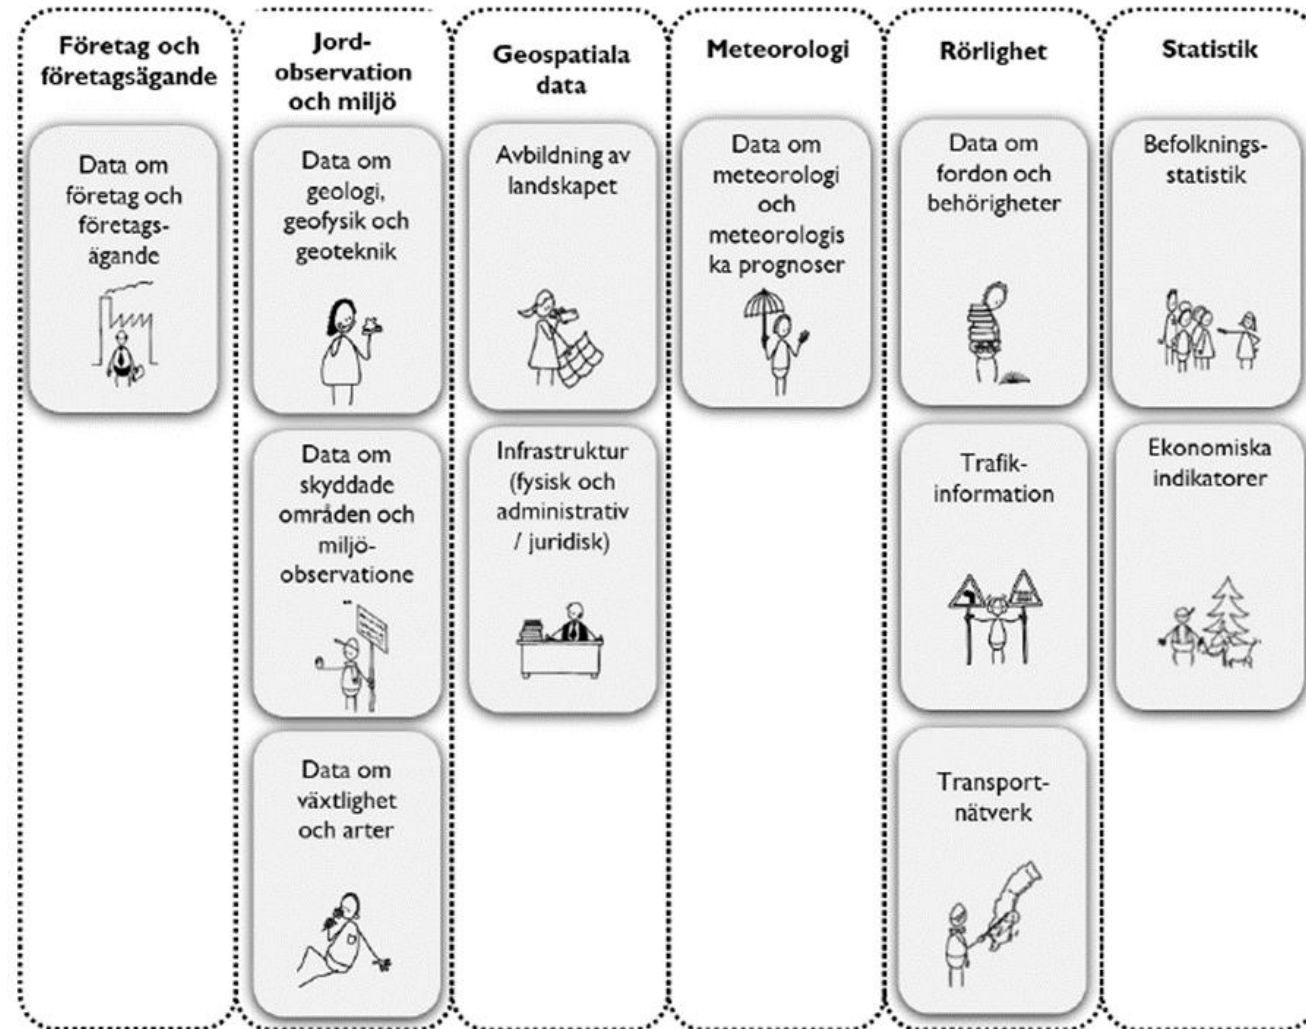 Företag och
företagsägande
Data om
företag och
företags-
ägande
Jord-
observation
och miljö
Data om
geologi,
geofysik och
geoteknik
Data om
skyddade
områden och
miljö-
observatione
Data om
växtlighet
och arter
Geospatiala
data
Avbildning av
landskapet
Infrastruktur
(fysisk och
administrativ
/ juridisk)
Meteorologi
Data om
meteorologi
och
meteorologis
ka prognoser
Rörlighet
Data om
fordon och
behörigheter
Trafik-
information
Transport-
nätverk
Statistik
Befolknings-
statistik
Ekonomiska
indikatorer